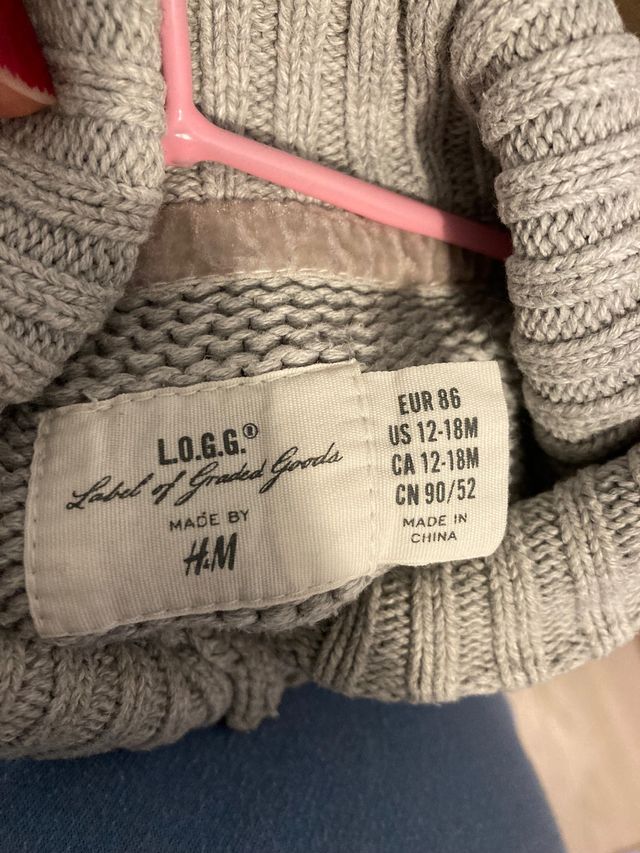 L.O.G.G.®
Label of Graded Goods
MADE BY
H&M
EUR 86
US 12-18M
CA 12-18M
CN 90/52
MADE IN
CHINA